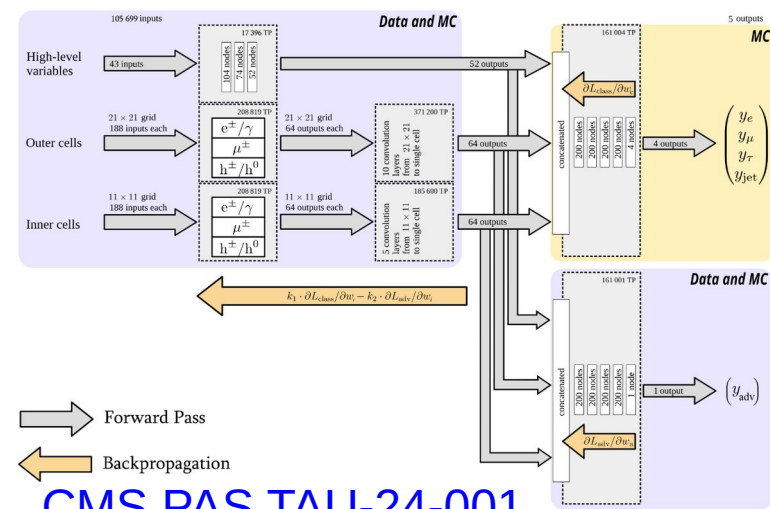 105 699 inputs
Data and MC
5 outputs
MC
High-level
variables
43 inputs
17 396 TP
104 nodes
74 nodes
52 nodes
52 outputs
161 004 TP
∂L_class/∂w_c
concatenated
200 nodes
200 nodes
200 nodes
200 nodes
4 nodes
4 outputs
y_e
y_μ
y_τ
y_jet
Outer cells
21 × 21 grid
188 inputs each
208 819 TP
e^±/γ
μ^±
h^±/h^0
21 × 21 grid
64 outputs each
371 200 TP
10 convolution
layers
from 21 × 21
to single cell
64 outputs
Inner cells
11 × 11 grid
188 inputs each
208 819 TP
e^±/γ
μ^±
h^±/h^0
11 × 11 grid
64 outputs each
185 600 TP
5 convolution
layers
from 11 × 11
to single cell
64 outputs
k_1 · ∂L_class/∂w_i − k_2 · ∂L_adv/∂w_i
Data and MC
161 001 TP
concatenated
200 nodes
200 nodes
200 nodes
200 nodes
1 node
1 output
(y_adv)
∂L_adv/∂w_a
Forward Pass
Backpropagation
CMS PAS TAU-24-001